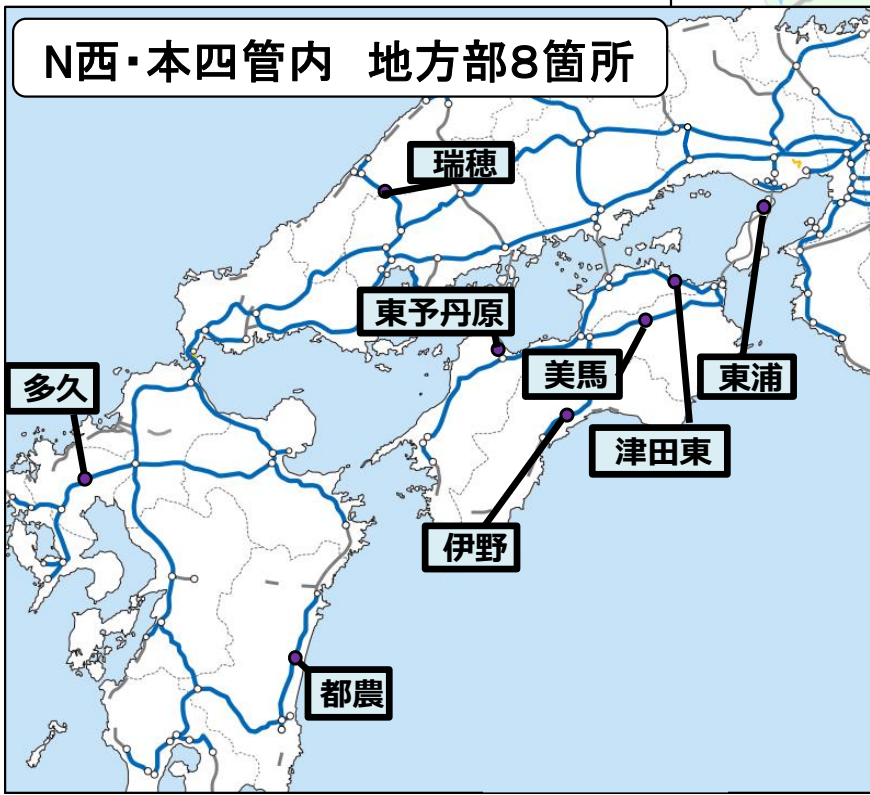 N西・本四管内 地方部8箇所
瑞穂
東予丹原
美馬
東浦
多久
津田東
伊野
都農